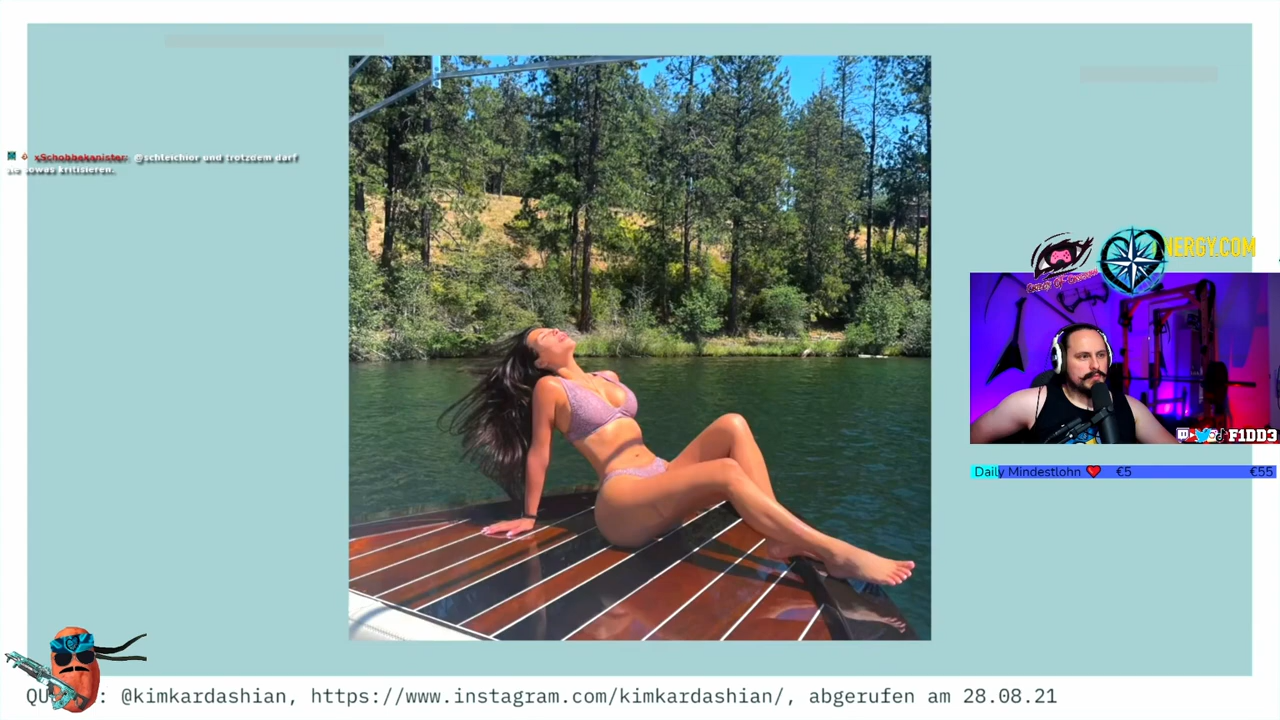 xSchobbekanister: @schleichior und trotzdem darf
sie sowas kritisieren.
NERGY.COM
F1DD3
Daily Mindestlohn ❤ €5 €55
: @kimkardashian, https://www.instagram.com/kimkardashian/, abgerufen am 28.08.21